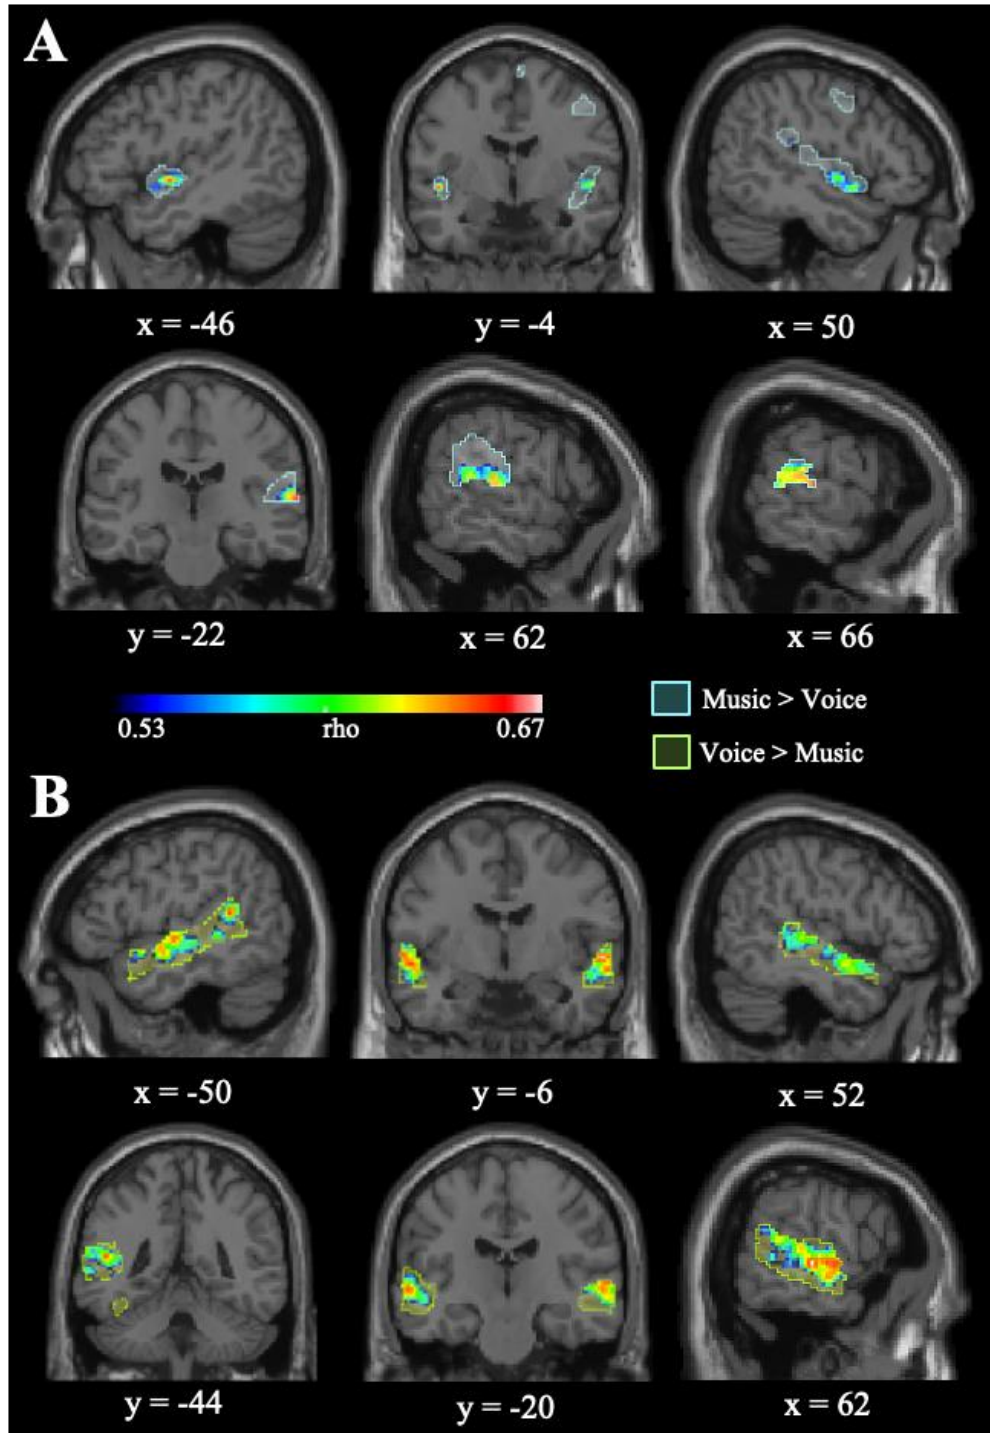 A
x = -46
y = -4
x = 50
y = -22
x = 62
x = 66
0.53
rho
0.67
Music > Voice
Voice > Music
B
x = -50
y = -6
x = 52
y = -44
y = -20
x = 62